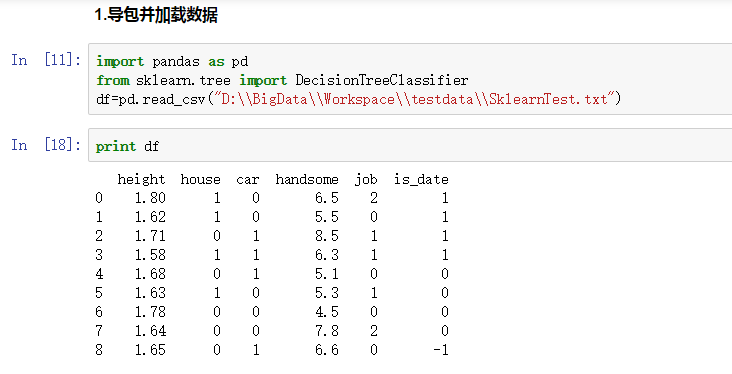 1.导包并加载数据
In [11]: import pandas as pd
from sklearn.tree import DecisionTreeClassifier
df=pd.read_csv("D:\\BigData\\Workspace\\testdata\\SklearnTest.txt")
In [18]: print df
height house car handsome job is_date
0 1.80 1 0 6.5 2 1
1 1.62 1 0 5.5 0 1
2 1.71 0 1 8.5 1 1
3 1.58 1 1 6.3 1 1
4 1.68 0 1 5.1 0 0
5 1.63 1 0 5.3 1 0
6 1.78 0 0 4.5 0 0
7 1.64 0 0 7.8 2 0
8 1.65 0 1 6.6 0 -1